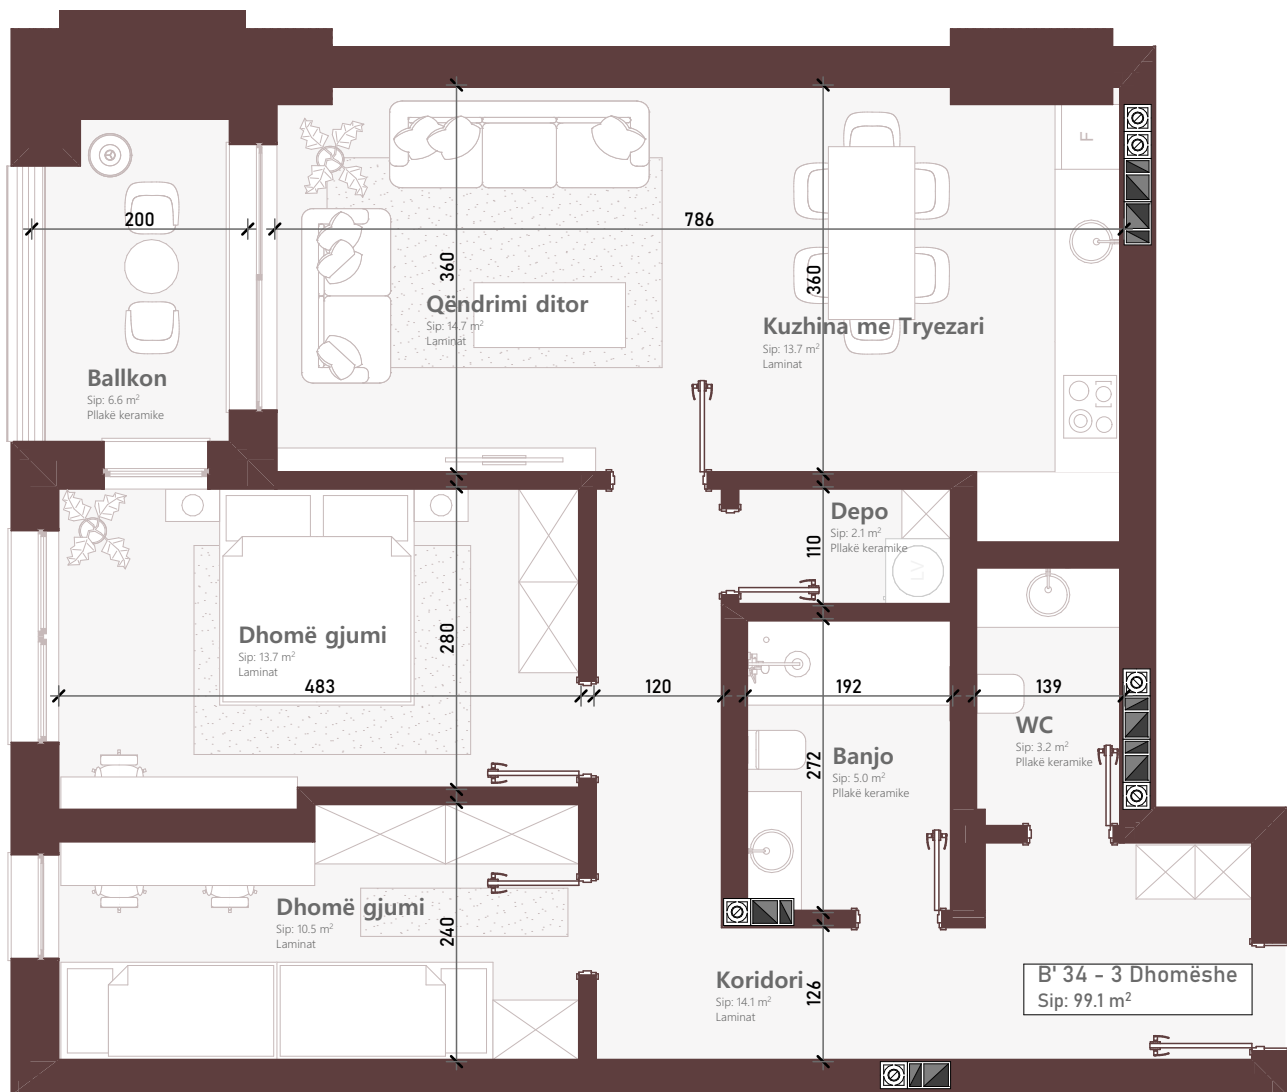 F
200
786
360
360
Qëndrimi ditor
Sip: 14.7 m²
Laminat
Kuzhina me Tryezari
Sip: 13.7 m²
Laminat
Ballkon
Sip: 6.6 m²
Pllakë keramike
Depo
Sip: 2.1 m²
Pllakë keramike
110
LV
Dhomë gjumi
Sip: 13.7 m²
Laminat
280
483
120
192
139
WC
Sip: 3.2 m²
Pllakë keramike
Banjo
Sip: 5.0 m²
Pllakë keramike
272
Dhomë gjumi
Sip: 10.5 m²
Laminat
240
Koridori
Sip: 14.1 m²
Laminat
126
B' 34 - 3 Dhomëshe
Sip: 99.1 m²